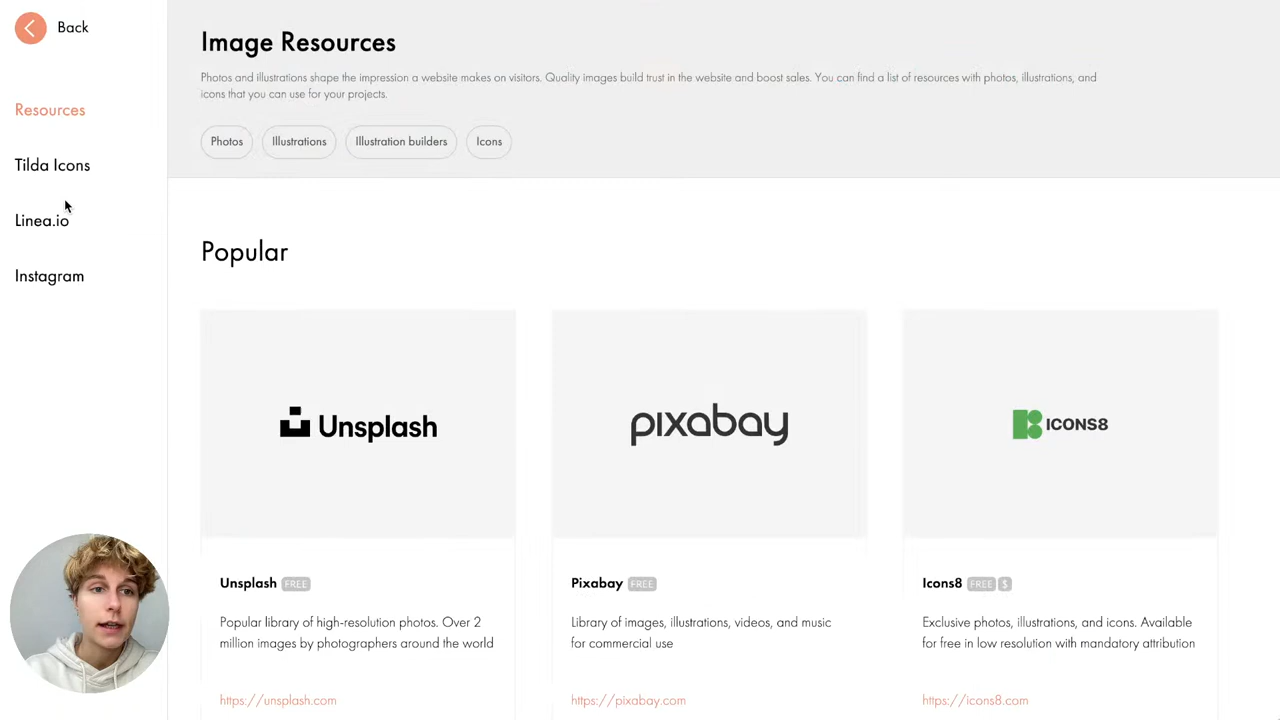 Back
Resources
Tilda Icons
Linea.io
Instagram
Image Resources
Photos and illustrations shape the impression a website makes on visitors. Quality images build trust in the website and boost sales. You can find a list of resources with photos, illustrations, and
icons that you can use for your projects.
Photos
Illustrations
Illustration builders
Icons
Popular
Unsplash
pixabay
ICONS8
Unsplash FREE
Popular library of high-resolution photos. Over 2
million images by photographers around the world
https://unsplash.com
Pixabay FREE
Library of images, illustrations, videos, and music
for commercial use
https://pixabay.com
Icons8 FREE $
Exclusive photos, illustrations, and icons. Available
for free in low resolution with mandatory attribution
https://icons8.com